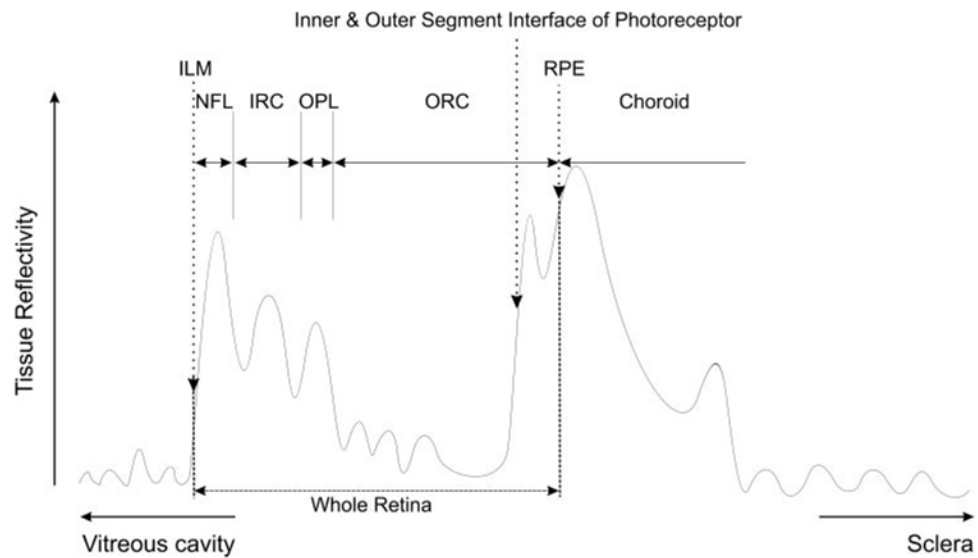 Inner & Outer Segment Interface of Photoreceptor
ILM
RPE
NFL IRC OPL ORC Choroid
Tissue Reflectivity
Whole Retina
Vitreous cavity Sclera